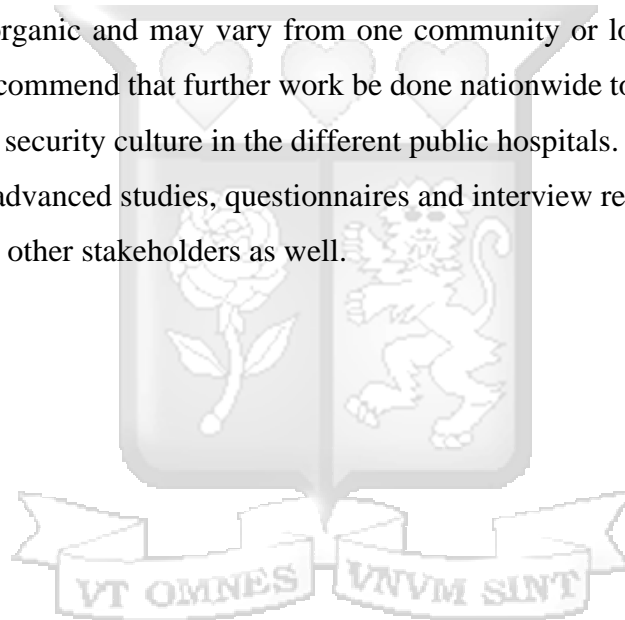 organic and may vary from one community or lo
commend that further work be done nationwide to
security culture in the different public hospitals.
advanced studies, questionnaires and interview re
other stakeholders as well.
VT OMNES VNVM SINT